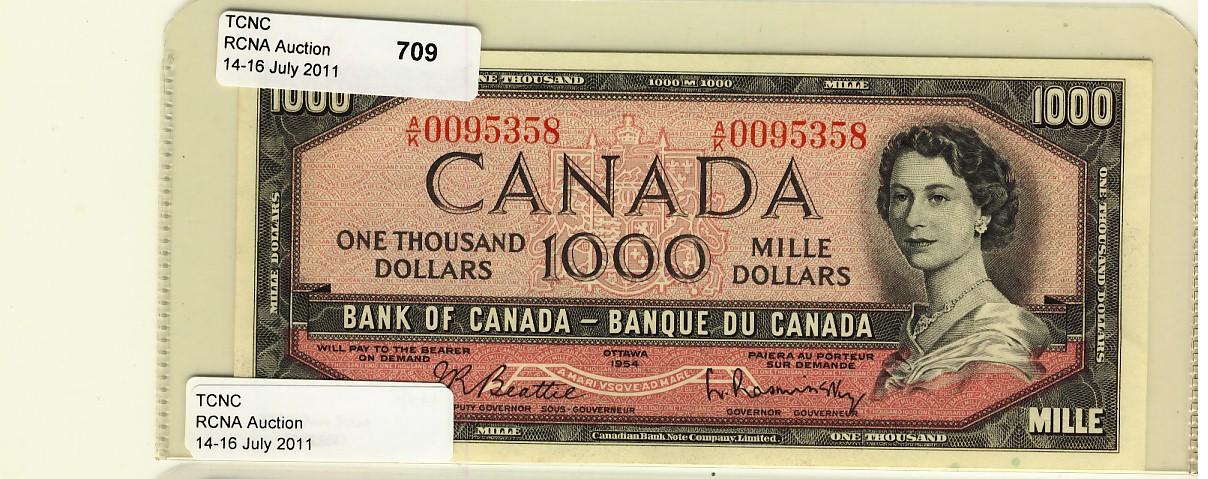 TCNC
RCNA Auction 709
14-16 July 2011
ONE THOUSAND 1000 M 1000 MILLE
1000 1000
A/K 0095358 A/K 0095358
CANADA
ONE THOUSAND DOLLARS 1000 MILLE DOLLARS
MILLE DOLLARS
ONE THOUSAND DOLLARS
BANK OF CANADA – BANQUE DU CANADA
WILL PAY TO THE BEARER ON DEMAND
OTTAWA 1954
PAIERA AU PORTEUR SUR DEMANDE
A MARI VSQVE AD MARE
J.R. Beattie L. Rasminsky
DEPUTY GOVERNOR SOUS-GOUVERNEUR GOVERNOR GOUVERNEUR
MILLE
TCNC
RCNA Auction
14-16 July 2011
MILLE Canadian Bank Note Company, Limited. ONE THOUSAND